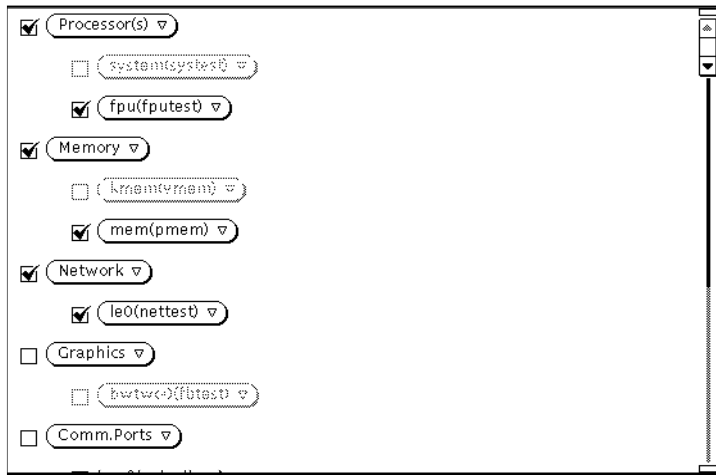 Processor(s)
system(systest)
fpu(fputest)
Memory
kmem(vmem)
mem(pmem)
Network
le0(nettest)
Graphics
Comm.Ports